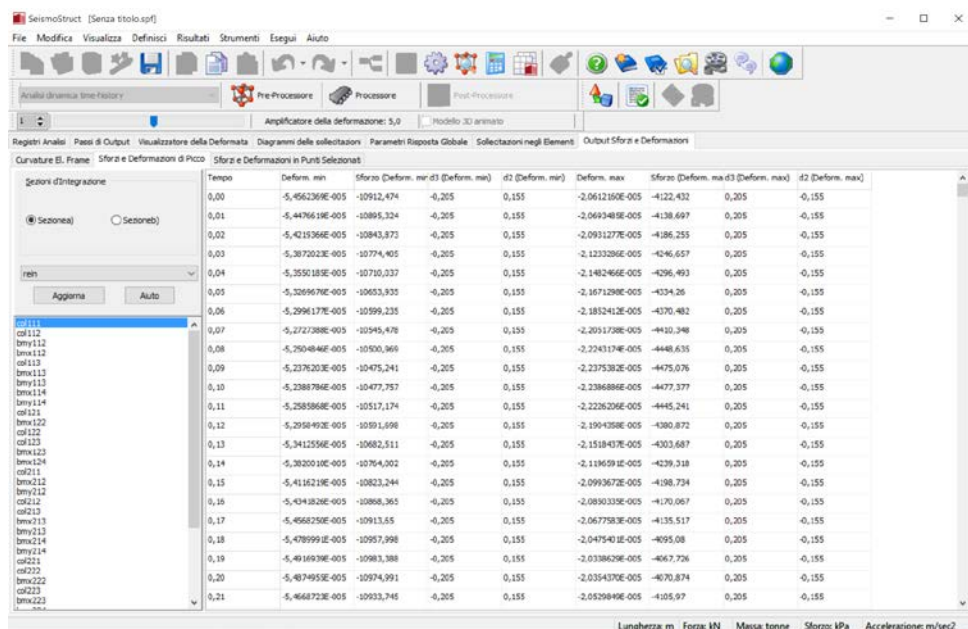 SeismoStruct [Senza titolo.spf]
File Modifica Visualizza Definisci Risultati Strumenti Esegui Aiuto
Analisi dinamica time-history Pre-Processore Processore Post-Processore
1 Amplificatore della deformazione: 5,0 Modello 3D animato
Registri Analisi Passi di Output Visualizzatore della Deformata Diagrammi delle sollecitazioni Parametri Risposta Globale Sollecitazioni negli Elementi Output Sforzi e Deformazioni
Curvature El. Frame Sforzi e Deformazioni di Picco Sforzi e Deformazioni in Punti Selezionati
Sezioni d'Integrazione
Sezionea) Sezioneb)
rein
Aggiorna Auto
col111
col112
bmy112
bmx112
col113
bmx113
bmy113
bmx114
bmy114
col121
bmx122
col122
col123
bmx123
bmx124
col211
bmx212
bmy212
col212
col213
bmx213
bmy213
bmx214
bmy214
col221
col222
bmx222
col223
bmx223
Tempo Deform. min Sforzo (Deform. min) d3 (Deform. min) d2 (Deform. min) Deform. max Sforzo (Deform. ma d3 (Deform. max) d2 (Deform. max)
0,00 -5,4562369E-005 -10912,474 -0,205 0,155 -2,0612160E-005 -4122,432 0,205 -0,155
0,01 -5,4476619E-005 -10895,324 -0,205 0,155 -2,0693485E-005 -4138,697 0,205 -0,155
0,02 -5,4219366E-005 -10843,873 -0,205 0,155 -2,0931277E-005 -4186,255 0,205 -0,155
0,03 -5,3872023E-005 -10774,405 -0,205 0,155 -2,1233286E-005 -4246,657 0,205 -0,155
0,04 -5,3550185E-005 -10710,037 -0,205 0,155 -2,1482466E-005 -4296,493 0,205 -0,155
0,05 -5,3269676E-005 -10653,935 -0,205 0,155 -2,1671298E-005 -4334,26 0,205 -0,155
0,06 -5,2996177E-005 -10599,235 -0,205 0,155 -2,1852412E-005 -4370,482 0,205 -0,155
0,07 -5,2727388E-005 -10545,478 -0,205 0,155 -2,2051738E-005 -4410,348 0,205 -0,155
0,08 -5,2504846E-005 -10500,969 -0,205 0,155 -2,2243174E-005 -4448,635 0,205 -0,155
0,09 -5,2376203E-005 -10475,241 -0,205 0,155 -2,2375382E-005 -4475,076 0,205 -0,155
0,10 -5,2388786E-005 -10477,757 -0,205 0,155 -2,2386886E-005 -4477,377 0,205 -0,155
0,11 -5,2585868E-005 -10517,174 -0,205 0,155 -2,2226206E-005 -4445,241 0,205 -0,155
0,12 -5,2958492E-005 -10591,698 -0,205 0,155 -2,1904358E-005 -4380,872 0,205 -0,155
0,13 -5,3412556E-005 -10682,511 -0,205 0,155 -2,1518437E-005 -4303,687 0,205 -0,155
0,14 -5,3820010E-005 -10764,002 -0,205 0,155 -2,1196591E-005 -4239,318 0,205 -0,155
0,15 -5,4116219E-005 -10823,244 -0,205 0,155 -2,0993672E-005 -4198,734 0,205 -0,155
0,16 -5,4341826E-005 -10868,365 -0,205 0,155 -2,0850335E-005 -4170,067 0,205 -0,155
0,17 -5,4568250E-005 -10913,65 -0,205 0,155 -2,0677583E-005 -4135,517 0,205 -0,155
0,18 -5,4789991E-005 -10957,998 -0,205 0,155 -2,0475401E-005 -4095,08 0,205 -0,155
0,19 -5,4916939E-005 -10983,388 -0,205 0,155 -2,0338629E-005 -4067,726 0,205 -0,155
0,20 -5,4874955E-005 -10974,991 -0,205 0,155 -2,0354370E-005 -4070,874 0,205 -0,155
0,21 -5,4668723E-005 -10933,745 -0,205 0,155 -2,0529849E-005 -4105,97 0,205 -0,155
Lunghezza: m Forza: kN Massa: tonne Sforzo: kPa Accelerazione: m/sec2